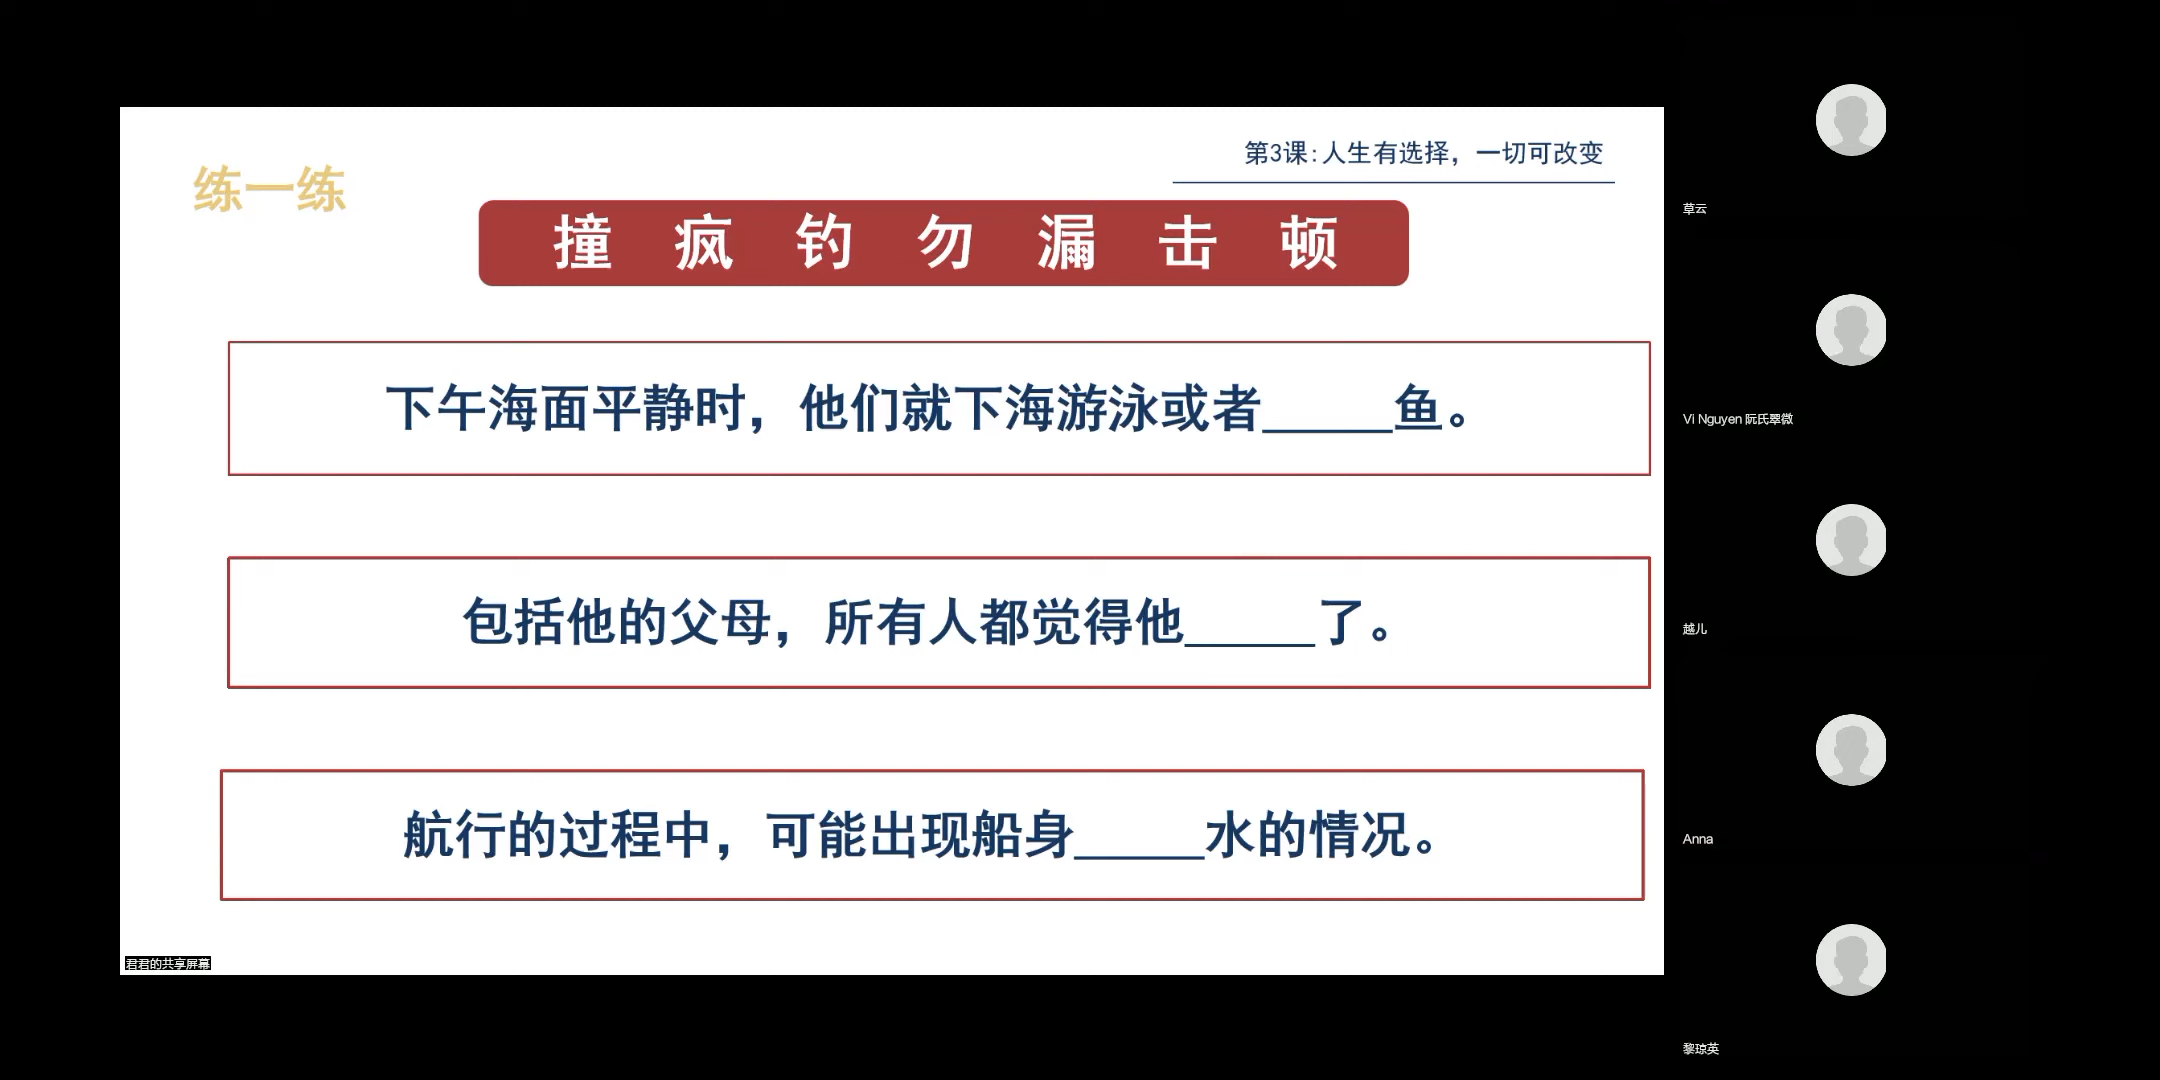 第3课:人生有选择，一切可改变
练一练
撞 疯 钓 勿 漏 击 顿
下午海面平静时，他们就下海游泳或者_____鱼。
包括他的父母，所有人都觉得他_____了。
航行的过程中，可能出现船身_____水的情况。
君君的共享屏幕
草云
Vi Nguyen 阮氏翠微
越儿
Anna
黎琼英